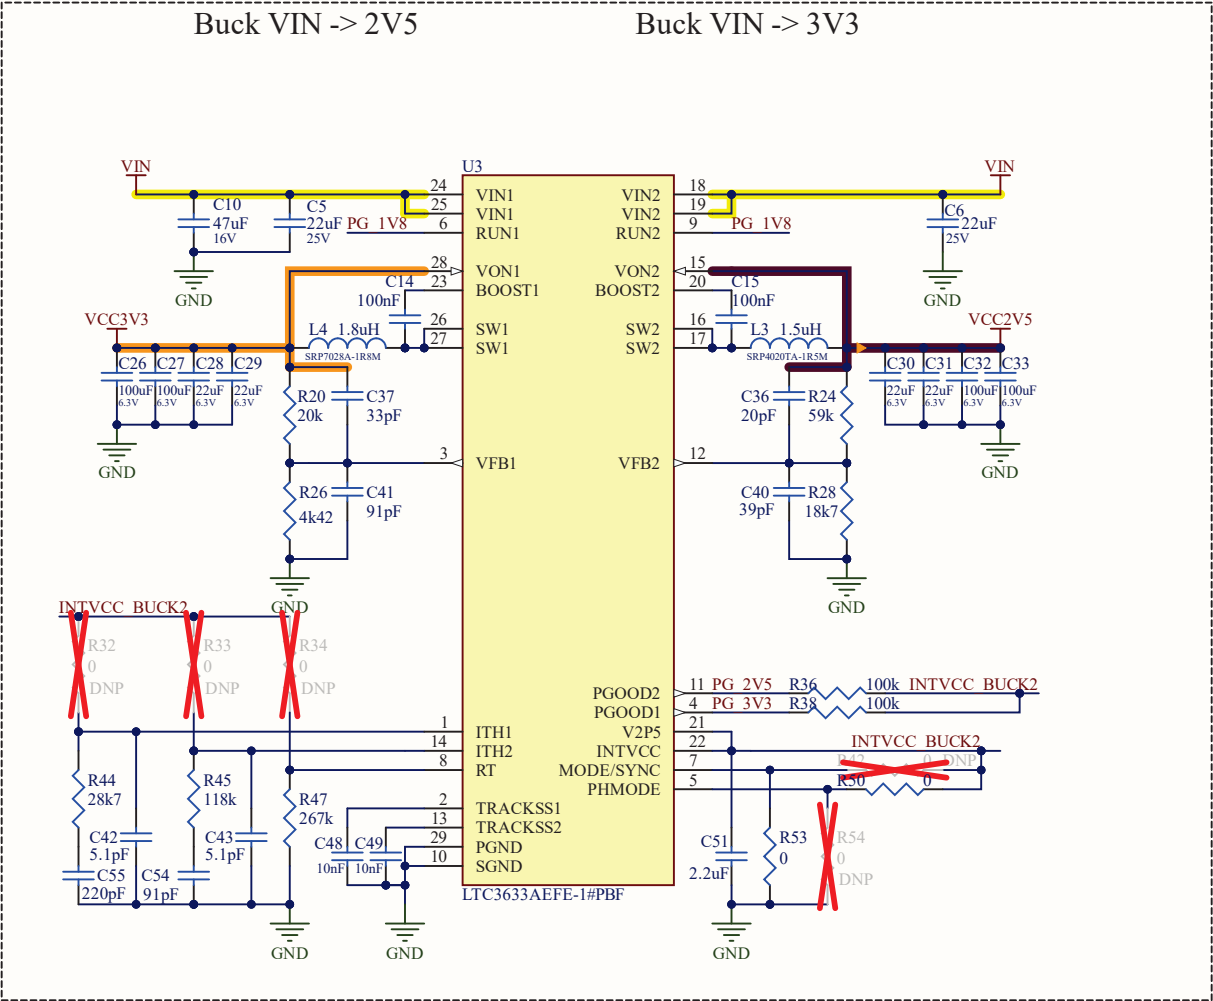 Buck VIN -> 2V5
Buck VIN -> 3V3
VIN
U3
VIN
24
VIN1
VIN2
18
C10
47uF
16V
C5
22uF
25V
25
VIN1
VIN2
19
C6
22uF
25V
PG_1V8
6
RUN1
RUN2
9
PG_1V8
GND
GND
28
VON1
VON2
15
C14
100nF
23
BOOST1
BOOST2
20
C15
100nF
VCC3V3
VCC2V5
L4
1.8uH
SRP7028A-1R8M
26
SW1
SW2
16
L3
1.5uH
SRP4020TA-1R5M
27
SW1
SW2
17
C26
100uF
6.3V
C27
100uF
6.3V
C28
22uF
6.3V
C29
22uF
6.3V
C30
22uF
6.3V
C31
22uF
6.3V
C32
100uF
6.3V
C33
100uF
6.3V
R20
20k
C37
33pF
C36
20pF
R24
59k
GND
GND
3
VFB1
VFB2
12
R26
4k42
C41
91pF
C40
39pF
R28
18k7
GND
GND
INTVCC_BUCK2
R32
0
DNP
R33
0
DNP
R34
0
DNP
PGOOD2
11
PG_2V5
R36
100k
INTVCC_BUCK2
PGOOD1
4
PG_3V3
R38
100k
1
ITH1
V2P5
21
14
ITH2
INTVCC
22
INTVCC_BUCK2
8
RT
MODE/SYNC
7
R42
0
DNP
PHMODE
5
R50
0
R44
28k7
R45
118k
R47
267k
2
TRACKSS1
13
TRACKSS2
29
PGND
10
SGND
C42
5.1pF
C43
5.1pF
C48
10nF
C49
10nF
C55
220pF
C54
91pF
C51
2.2uF
R53
0
R54
0
DNP
LTC3633AEFE-1#PBF
GND
GND
GND